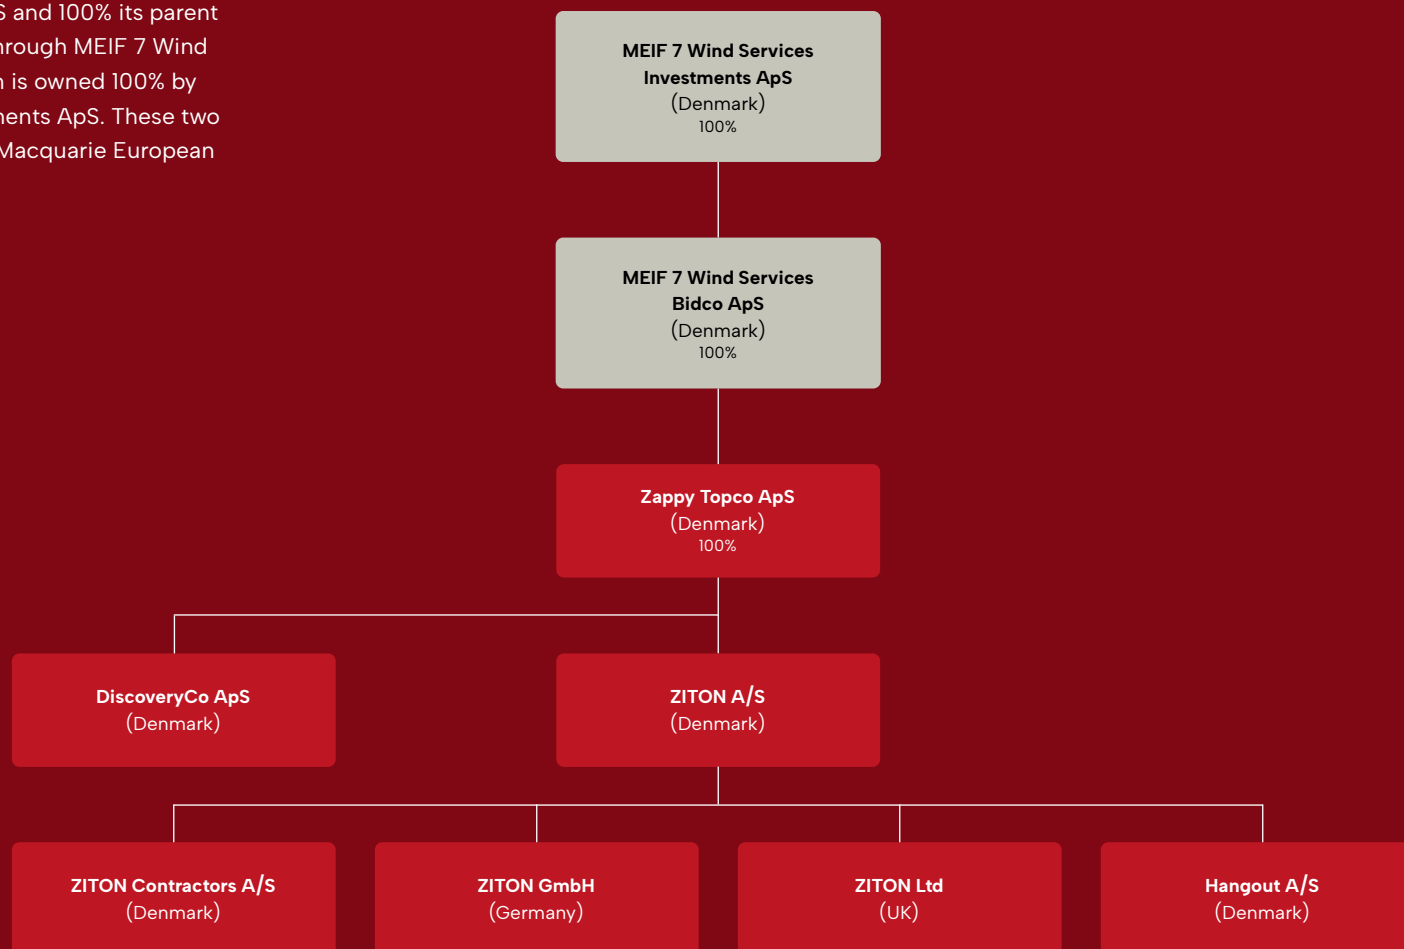 S and 100% its parent
hrough MEIF 7 Wind
is owned 100% by
ments ApS. These two
Macquarie European
MEIF 7 Wind Services
Investments ApS
(Denmark)
100%
MEIF 7 Wind Services
Bidco ApS
(Denmark)
100%
Zappy Topco ApS
(Denmark)
100%
DiscoveryCo ApS
(Denmark)
ZITON A/S
(Denmark)
ZITON Contractors A/S
(Denmark)
ZITON GmbH
(Germany)
ZITON Ltd
(UK)
Hangout A/S
(Denmark)